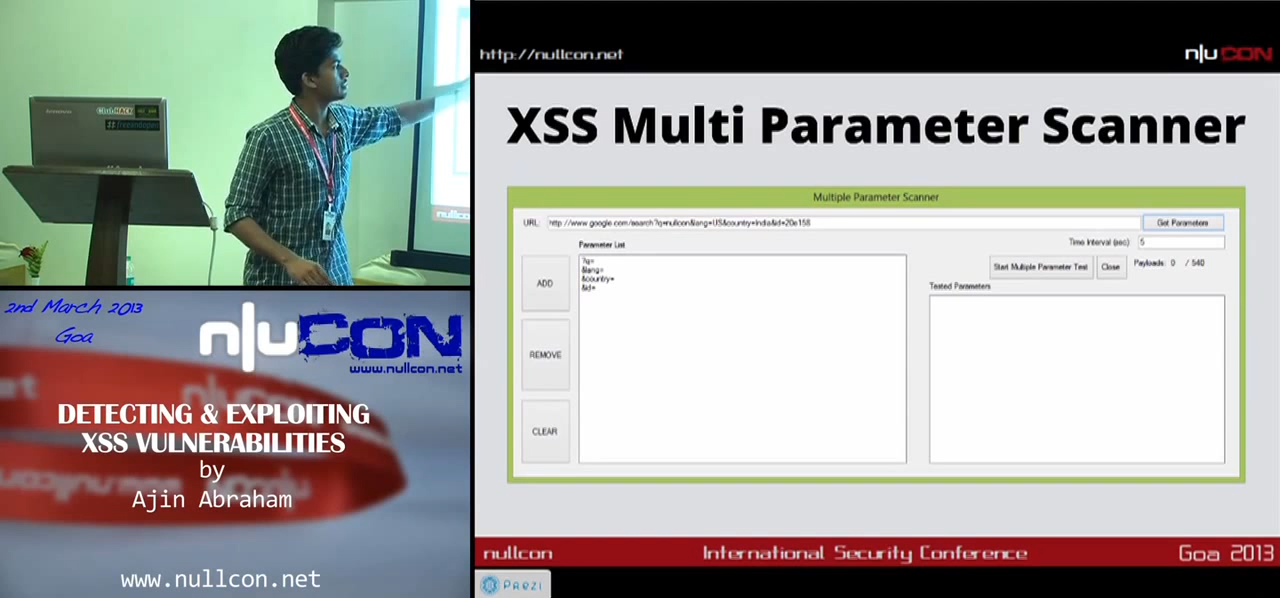 ClubHACK
http://nullcon.net
n|u CON
XSS Multi Parameter Scanner
Multiple Parameter Scanner
URL: http://www.google.com/search?q=nullcon&lang=US&country=India&id=20e158
Get Parameters
Parameter List
Time Interval (sec): 5
ADD
?q=
&lang=
&country=
&id=
Start Multiple Parameter Test
Close
Payloads: 0 / 540
Tested Parameters
REMOVE
CLEAR
2nd March 2013
Goa
n|uCON
www.nullcon.net
DETECTING & EXPLOITING
XSS VULNERABILITIES
by
Ajin Abraham
www.nullcon.net
nullcon
International Security Conference
Goa 2013
Prezi